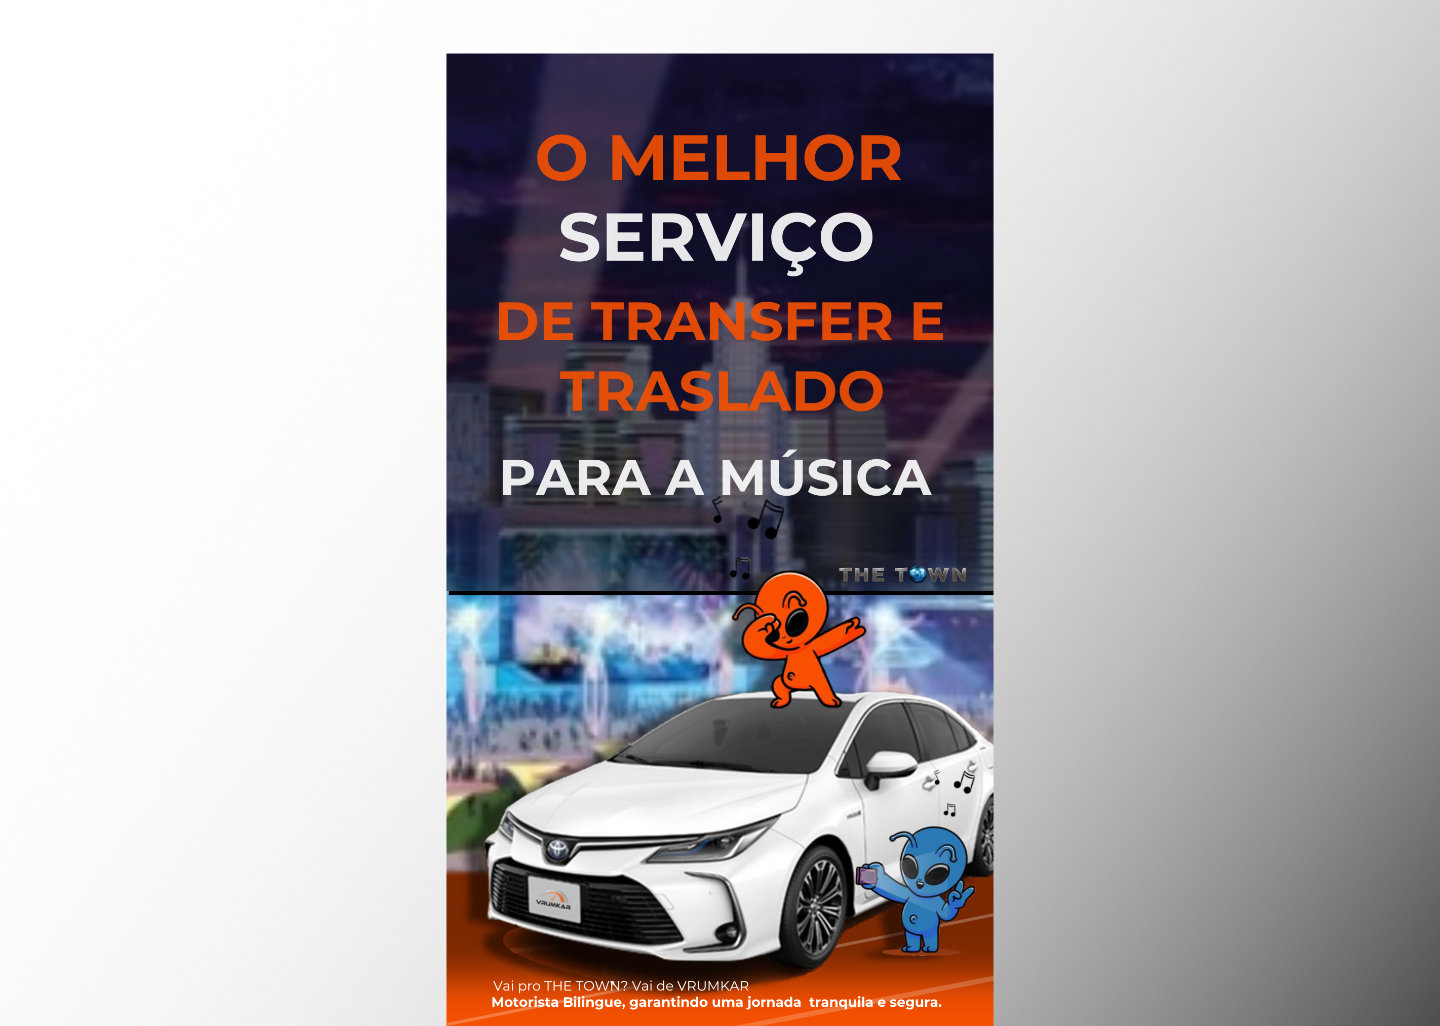 O MELHOR
SERVIÇO
DE TRANSFER E
TRASLADO
PARA A MÚSICA
THE TOWN
VRUMKAR
Vai pro THE TOWN? Vai de VRUMKAR
Motorista Bilingue, garantindo uma jornada tranquila e segura.